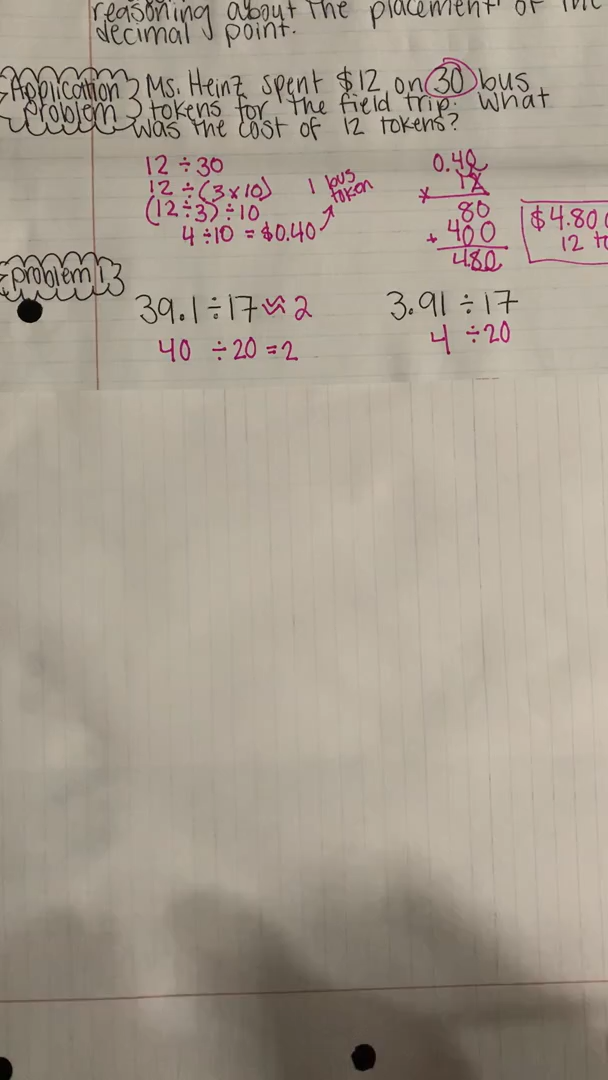 reasoning about the placement of the
decimal point.
Application Problem
Ms. Heinz spent $12 on 30 bus
tokens for the field trip. What
was the cost of 12 tokens?
12 ÷ 30
12 ÷ (3 x 10)
(12 ÷ 3) ÷ 10
4 ÷ 10 = $0.40
1 bus
token
0.40
x 12
80
+ 400
480
$4.80
12 to
problem 1
39.1 ÷ 17 ≈ 2
40 ÷ 20 = 2
3.91 ÷ 17
4 ÷ 20